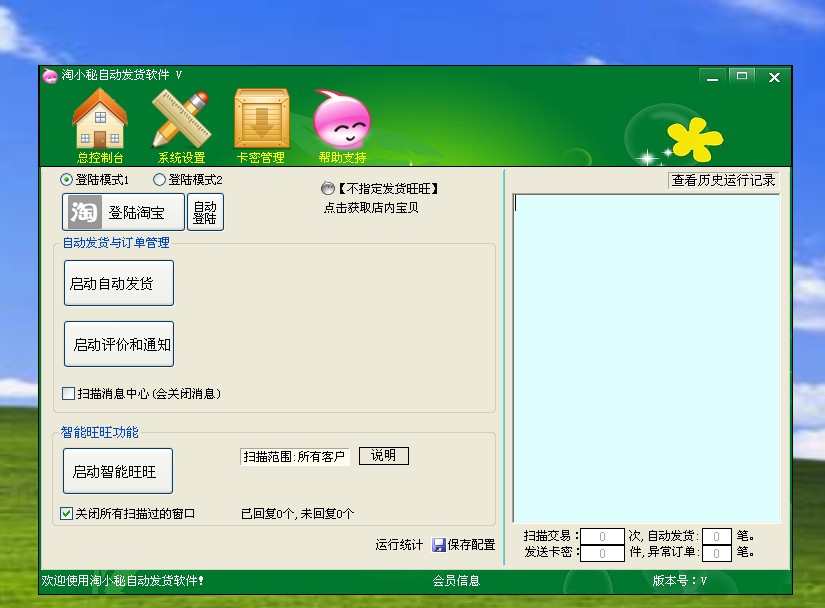 淘小秘自动发货软件 V
总控制台 系统设置 卡密管理 帮助支持
登陆模式1 登陆模式2
【不指定发货旺旺】
查看历史运行记录
淘 登陆淘宝
自动
登陆
点击获取店内宝贝
自动发货与订单管理
启动自动发货
启动评价和通知
扫描消息中心(会关闭消息)
智能旺旺功能
启动智能旺旺
扫描范围:所有客户
说明
关闭所有扫描过的窗口
已回复0个,未回复0个
运行统计 保存配置
扫描交易: 0 次,自动发货: 0 笔。
发送卡密: 0 件,异常订单: 0 笔。
欢迎使用淘小秘自动发货软件!
会员信息
版本号:V